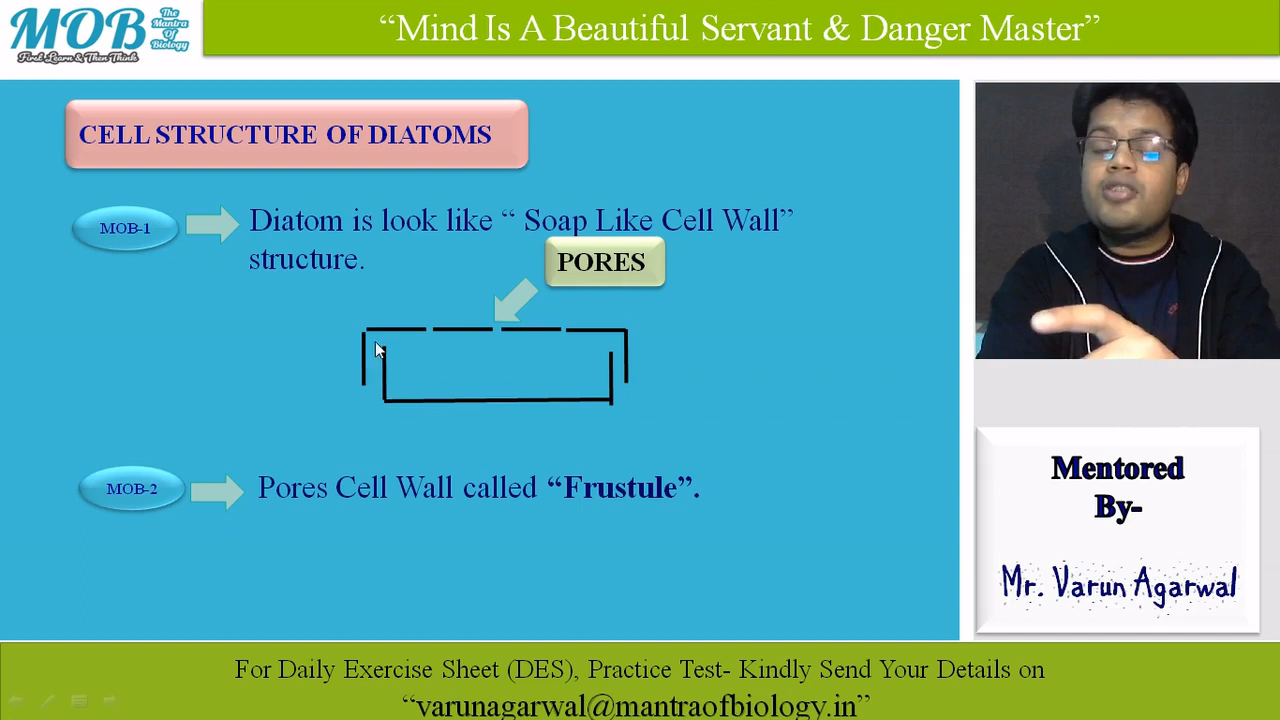 MOB
The
Mantra
Of
Biology
First Learn & Then Think
“Mind Is A Beautiful Servant & Danger Master”
CELL STRUCTURE OF DIATOMS
MOB-1
Diatom is look like “ Soap Like Cell Wall”
structure.
PORES
MOB-2
Pores Cell Wall called “Frustule”.
Mentored
By-
Mr. Varun Agarwal
For Daily Exercise Sheet (DES), Practice Test- Kindly Send Your Details on
“varunagarwal@mantraofbiology.in”